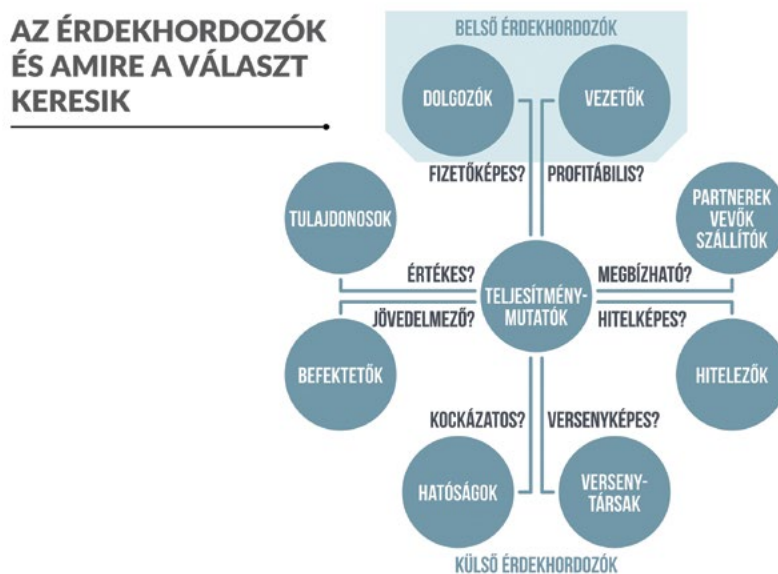 AZ ÉRDEKHORDOZÓK
ÉS AMIRE A VÁLASZT
KERESIK
BELSŐ ÉRDEKHORDOZÓK
DOLGOZÓK
VEZETŐK
FIZETŐKÉPES?
PROFITÁBILIS?
TULAJDONOSOK
PARTNEREK
VEVŐK
SZÁLLÍTÓK
ÉRTÉKES?
MEGBÍZHATÓ?
TELJESÍTMÉNY-
MUTATÓK
JÖVEDELMEZŐ?
HITELKÉPES?
BEFEKTETŐK
HITELEZŐK
KOCKÁZATOS?
VERSENYKÉPES?
HATÓSÁGOK
VERSENY-
TÁRSAK
KÜLSŐ ÉRDEKHORDOZÓK